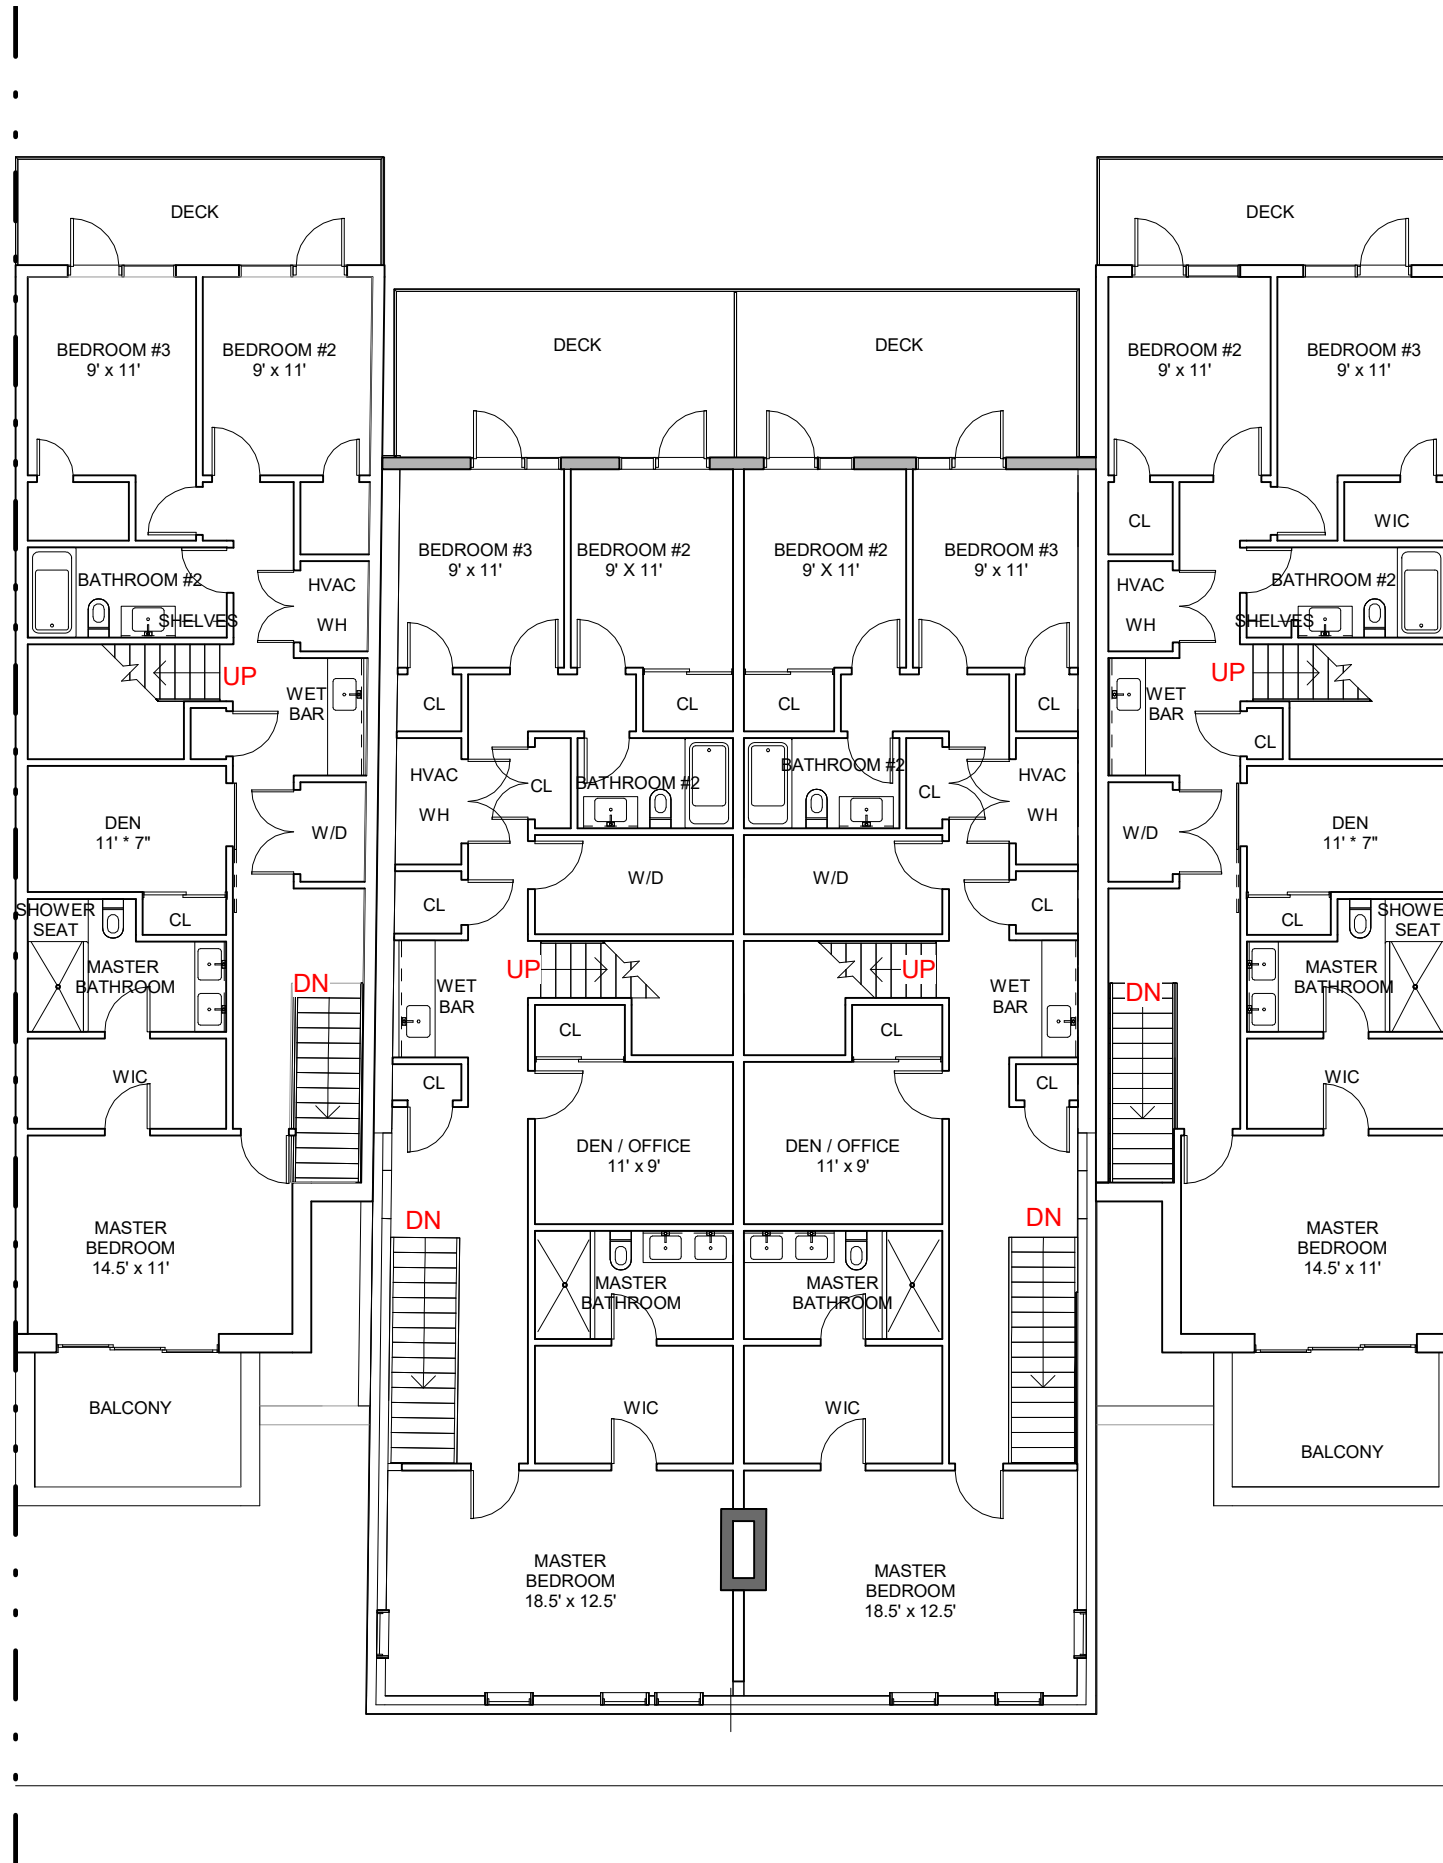 DECK
DECK
BEDROOM #3
9' x 11'
BEDROOM #2
9' x 11'
DECK
DECK
BEDROOM #2
9' x 11'
BEDROOM #3
9' x 11'
CL
WIC
BEDROOM #3
9' x 11'
BEDROOM #2
9' X 11'
BEDROOM #2
9' X 11'
BEDROOM #3
9' x 11'
BATHROOM #2
SHELVES
HVAC
WH
HVAC
WH
BATHROOM #2
SHELVES
UP
WET
BAR
CL
CL
CL
CL
UP
WET
BAR
CL
HVAC
WH
CL
BATHROOM #2
BATHROOM #2
CL
HVAC
WH
DEN
11' * 7"
W/D
W/D
DEN
11' * 7"
W/D
W/D
CL
CL
CL
CL
SHOWER
SEAT
SHOWE
SEAT
MASTER
BATHROOM
DN
UP
WET
BAR
UP
WET
BAR
DN
MASTER
BATHROOM
CL
CL
WIC
CL
CL
WIC
DEN / OFFICE
11' x 9'
DEN / OFFICE
11' x 9'
DN
DN
MASTER
BEDROOM
14.5' x 11'
MASTER
BEDROOM
14.5' x 11'
MASTER
BATHROOM
MASTER
BATHROOM
BALCONY
WIC
WIC
BALCONY
MASTER
BEDROOM
18.5' x 12.5'
MASTER
BEDROOM
18.5' x 12.5'